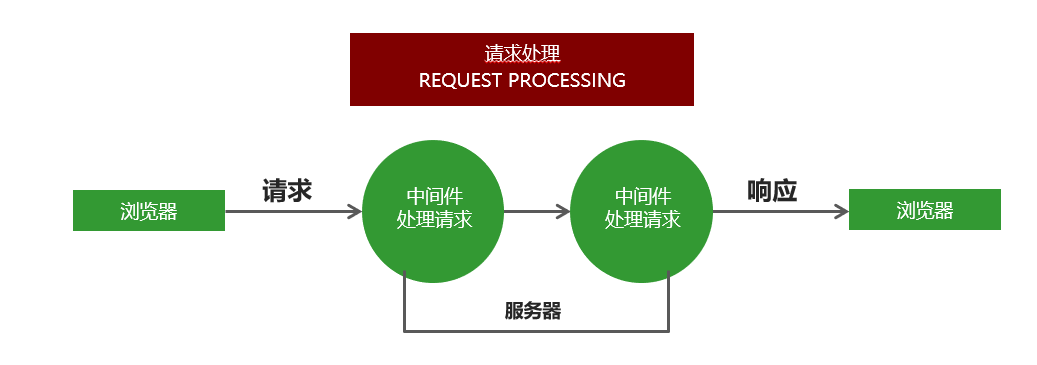 请求处理
REQUEST PROCESSING
请求
响应
浏览器
中间件
处理请求
中间件
处理请求
浏览器
服务器